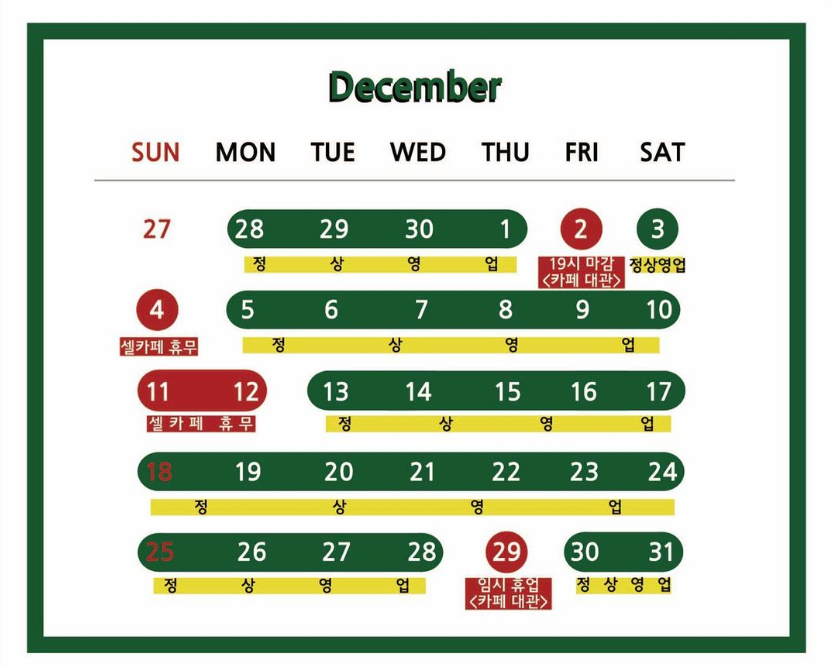 December
SUN MON TUE WED THU FRI SAT
27 28 29 30 1 2 3
정 상 영 업 19시 마감 정상영업
<카페 대관>
4 5 6 7 8 9 10
셀카페 휴무 정 상 영 업
11 12 13 14 15 16 17
셀 카 페 휴 무 정 상 영 업
18 19 20 21 22 23 24
정 상 영 업
25 26 27 28 29 30 31
정 상 영 업 임시 휴업 정 상 영 업
<카페 대관>